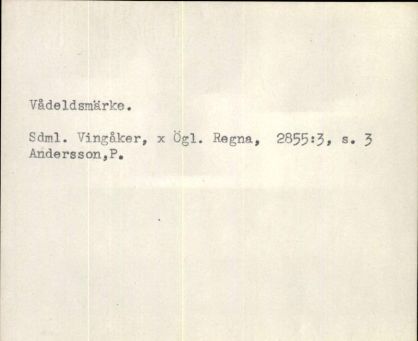 Vådeldsmärke.
Sdml. Vingåker, x Ögl. Regna, 2855:3, s. 3
Andersson,P.